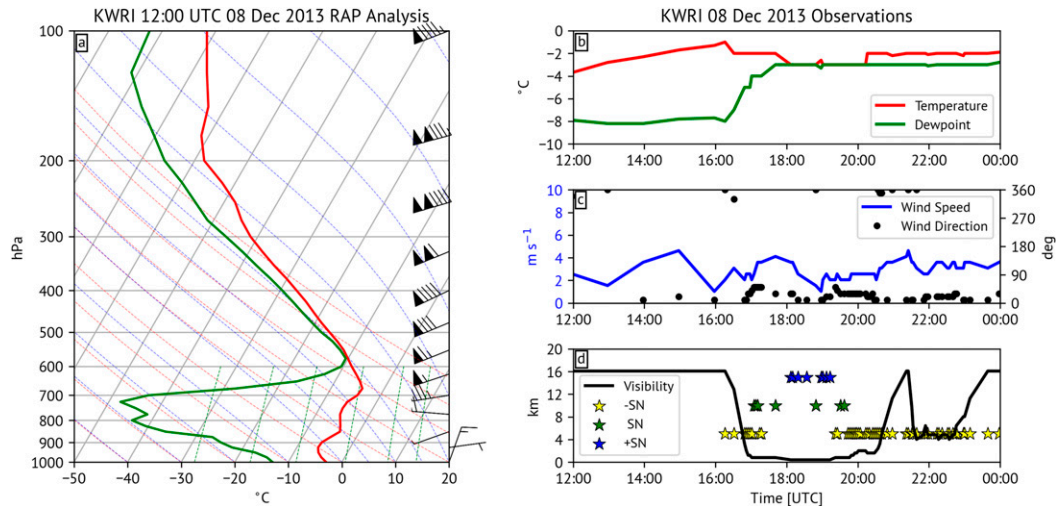 KWRI 12:00 UTC 08 Dec 2013 RAP Analysis
a
100
200
300
400
500
600
700
800
900
1000
hPa
−50 −40 −30 −20 −10 0 10 20
°C
KWRI 08 Dec 2013 Observations
b
0
−2
−4
−6
−8
−10
°C
Temperature
Dewpoint
12:00 14:00 16:00 18:00 20:00 22:00 00:00
c
10
8
6
4
2
0
m s⁻¹
Wind Speed
Wind Direction
360
270
180
90
0
deg
12:00 14:00 16:00 18:00 20:00 22:00 00:00
d
20
16
12
8
4
0
km
Visibility
-SN
SN
+SN
12:00 14:00 16:00 18:00 20:00 22:00 00:00
Time [UTC]